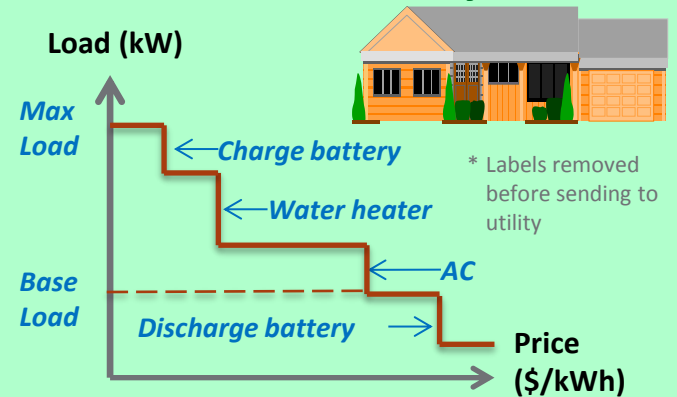 Load (kW)
Max
Load
Charge battery
* Labels removed
before sending to
utility
Water heater
AC
Base
Load
Discharge battery
Price
($/kWh)